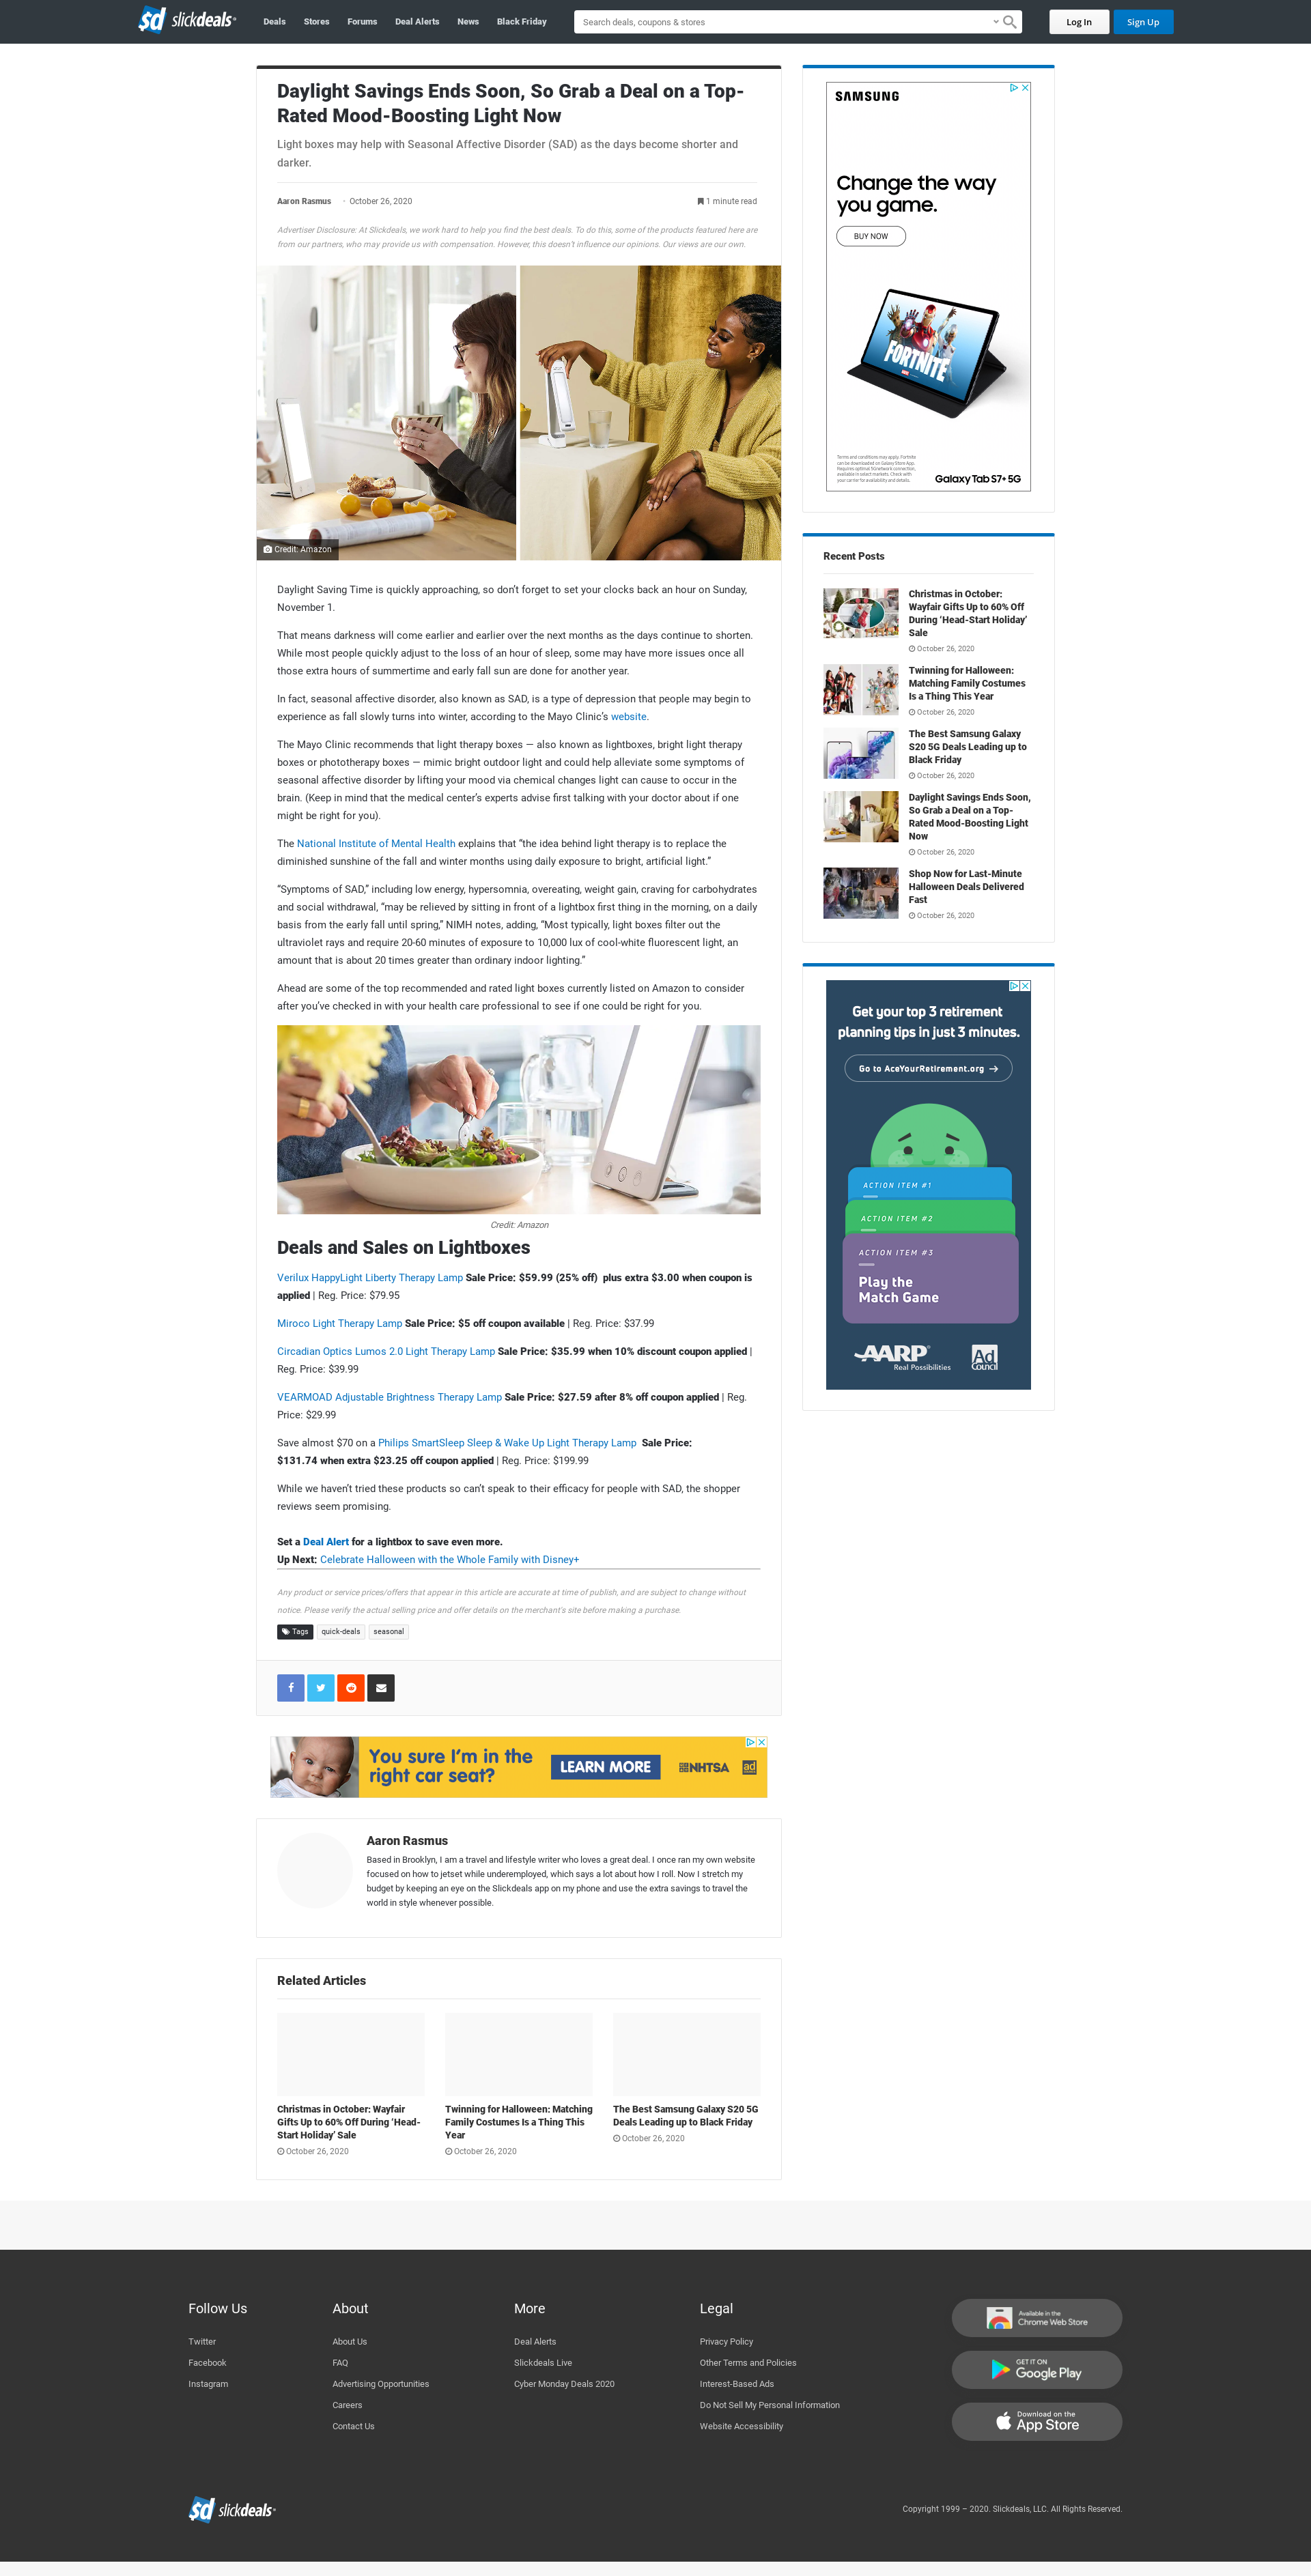 slickdeals
Deals Stores Forums Deal Alerts News Black Friday
Search deals, coupons & stores
Log In
Sign Up
Daylight Savings Ends Soon, So Grab a Deal on a Top-
Rated Mood-Boosting Light Now
Light boxes may help with Seasonal Affective Disorder (SAD) as the days become shorter and
darker.
Aaron Rasmus · October 26, 2020
1 minute read
Advertiser Disclosure: At Slickdeals, we work hard to help you find the best deals. To do this, some of the products featured here are
from our partners, who may provide us with compensation. However, this doesn't influence our opinions. Our views are our own.
Credit: Amazon
Daylight Saving Time is quickly approaching, so don't forget to set your clocks back an hour on Sunday,
November 1.
That means darkness will come earlier and earlier over the next months as the days continue to shorten.
While most people quickly adjust to the loss of an hour of sleep, some may have more issues once all
those extra hours of summertime and early fall sun are done for another year.
In fact, seasonal affective disorder, also known as SAD, is a type of depression that people may begin to
experience as fall slowly turns into winter, according to the Mayo Clinic's website.
The Mayo Clinic recommends that light therapy boxes — also known as lightboxes, bright light therapy
boxes or phototherapy boxes — mimic bright outdoor light and could help alleviate some symptoms of
seasonal affective disorder by lifting your mood via chemical changes light can cause to occur in the
brain. (Keep in mind that the medical center's experts advise first talking with your doctor about if one
might be right for you).
The National Institute of Mental Health explains that "the idea behind light therapy is to replace the
diminished sunshine of the fall and winter months using daily exposure to bright, artificial light."
"Symptoms of SAD," including low energy, hypersomnia, overeating, weight gain, craving for carbohydrates
and social withdrawal, "may be relieved by sitting in front of a lightbox first thing in the morning, on a daily
basis from the early fall until spring," NIMH notes, adding, "Most typically, light boxes filter out the
ultraviolet rays and require 20-60 minutes of exposure to 10,000 lux of cool-white fluorescent light, an
amount that is about 20 times greater than ordinary indoor lighting."
Ahead are some of the top recommended and rated light boxes currently listed on Amazon to consider
after you've checked in with your health care professional to see if one could be right for you.
Credit: Amazon
Deals and Sales on Lightboxes
Verilux HappyLight Liberty Therapy Lamp Sale Price: $59.99 (25% off) plus extra $3.00 when coupon is
applied | Reg. Price: $79.95
Miroco Light Therapy Lamp Sale Price: $5 off coupon available | Reg. Price: $37.99
Circadian Optics Lumos 2.0 Light Therapy Lamp Sale Price: $35.99 when 10% discount coupon applied |
Reg. Price: $39.99
VEARMOAD Adjustable Brightness Therapy Lamp Sale Price: $27.59 after 8% off coupon applied | Reg.
Price: $29.99
Save almost $70 on a Philips SmartSleep Sleep & Wake Up Light Therapy Lamp Sale Price:
$131.74 when extra $23.25 off coupon applied | Reg. Price: $199.99
While we haven't tried these products so can't speak to their efficacy for people with SAD, the shopper
reviews seem promising.
Set a Deal Alert for a lightbox to save even more.
Up Next: Celebrate Halloween with the Whole Family with Disney+
Any product or service prices/offers that appear in this article are accurate at time of publish, and are subject to change without
notice. Please verify the actual selling price and offer details on the merchant's site before making a purchase.
Tags quick-deals seasonal
You sure I'm in the
right car seat?
LEARN MORE
NHTSA
ad
Aaron Rasmus
Based in Brooklyn, I am a travel and lifestyle writer who loves a great deal. I once ran my own website
focused on how to jetset while underemployed, which says a lot about how I roll. Now I stretch my
budget by keeping an eye on the Slickdeals app on my phone and use the extra savings to travel the
world in style whenever possible.
Related Articles
Christmas in October: Wayfair
Gifts Up to 60% Off During 'Head-
Start Holiday' Sale
October 26, 2020
Twinning for Halloween: Matching
Family Costumes Is a Thing This
Year
October 26, 2020
The Best Samsung Galaxy S20 5G
Deals Leading up to Black Friday
October 26, 2020
SAMSUNG
Change the way
you game.
BUY NOW
FORTNITE
Terms and conditions may apply. Fortnite
can be downloaded on Galaxy Store App.
Requires optimal 5G network connection,
available in select markets. Check with
your carrier for availability and details.
Galaxy Tab S7+ 5G
Recent Posts
Christmas in October:
Wayfair Gifts Up to 60% Off
During 'Head-Start Holiday'
Sale
October 26, 2020
Twinning for Halloween:
Matching Family Costumes
Is a Thing This Year
October 26, 2020
The Best Samsung Galaxy
S20 5G Deals Leading up to
Black Friday
October 26, 2020
Daylight Savings Ends Soon,
So Grab a Deal on a Top-
Rated Mood-Boosting Light
Now
October 26, 2020
Shop Now for Last-Minute
Halloween Deals Delivered
Fast
October 26, 2020
Get your top 3 retirement
planning tips in just 3 minutes.
Go to AceYourRetirement.org →
ACTION ITEM #1
ACTION ITEM #2
ACTION ITEM #3
Play the
Match Game
AARP
Real Possibilities
Ad
Council
Follow Us
Twitter
Facebook
Instagram
About
About Us
FAQ
Advertising Opportunities
Careers
Contact Us
More
Deal Alerts
Slickdeals Live
Cyber Monday Deals 2020
Legal
Privacy Policy
Other Terms and Policies
Interest-Based Ads
Do Not Sell My Personal Information
Website Accessibility
Available in the
Chrome Web Store
GET IT ON
Google Play
Download on the
App Store
slickdeals
Copyright 1999 – 2020. Slickdeals, LLC. All Rights Reserved.